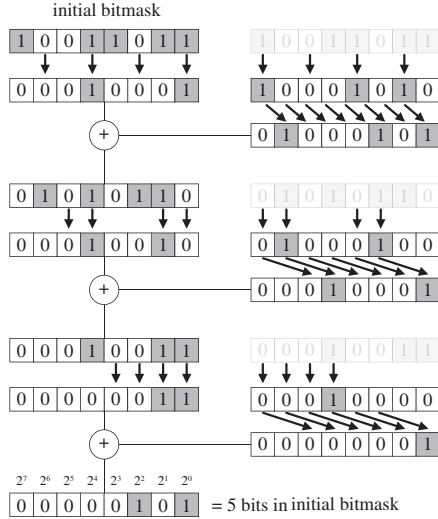 initial bitmask
1 0 0 1 1 0 1 1 1 0 0 1 1 0 1 1
0 0 0 1 0 0 0 1 1 0 0 0 1 0 1 0
+ 0 1 0 0 0 1 0 1
0 1 0 1 0 1 1 0 0 1 0 1 0 1 1 0
0 0 0 1 0 0 1 0 0 1 0 0 0 1 0 0
+ 0 0 0 1 0 0 0 1
0 0 0 1 0 0 1 1 0 0 0 1 0 0 1 1
0 0 0 0 0 0 1 1 0 0 0 1 0 0 0 0
+ 0 0 0 0 0 0 0 1
2⁷ 2⁶ 2⁵ 2⁴ 2³ 2² 2¹ 2⁰
0 0 0 0 0 1 0 1 = 5 bits in initial bitmask